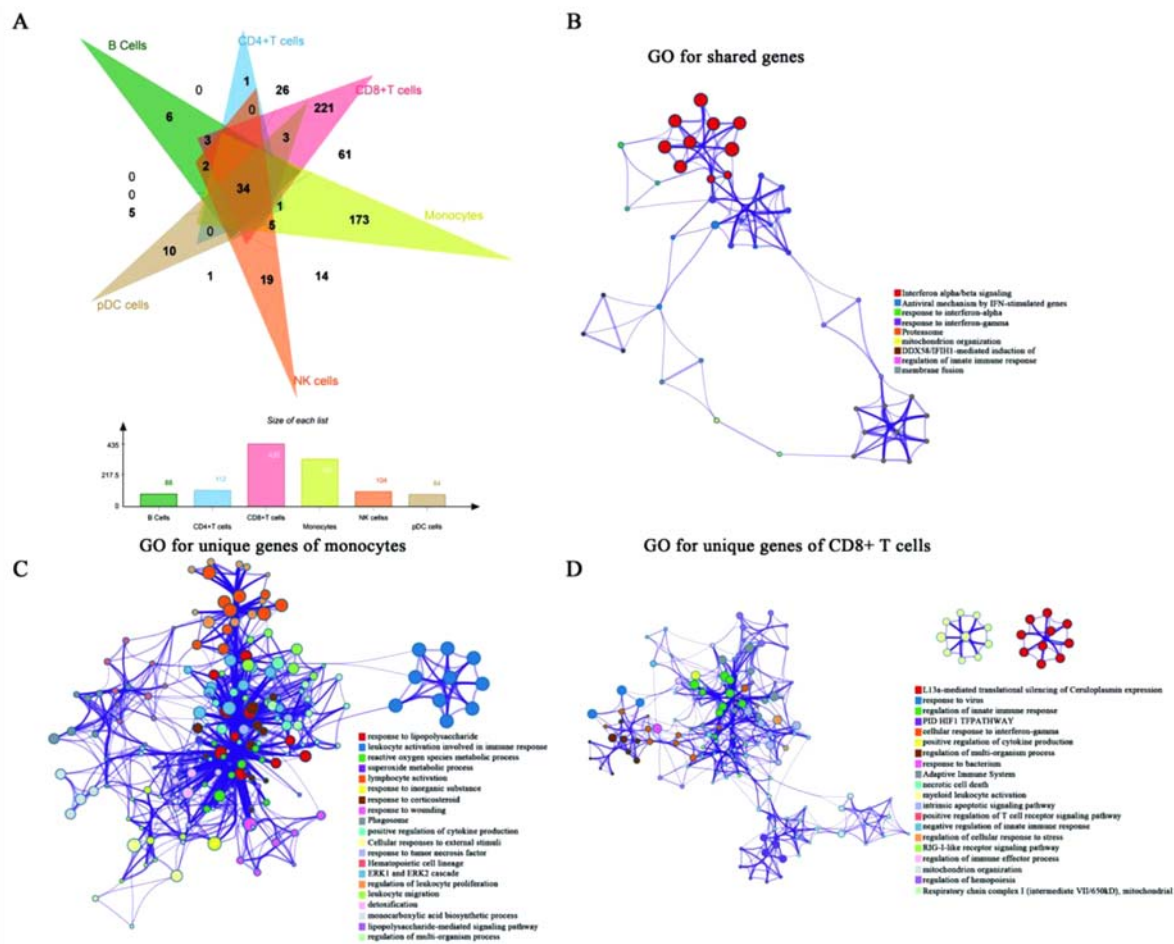 A
B Cells
CD4+T cells
CD8+T cells
Monocytes
NK cells
pDC cells
0
1
26
0
221
6
3
3
61
2
0
0
5
34
1
173
5
0
10
1
19
14
Size of each list
435
217.5
0
88
112
104
84
B Cells
CD4+T cells
CD8+T cells
Monocytes
NK cellss
pDC cells
B
GO for shared genes
Interferon alpha/beta signaling
Antiviral mechanism by IFN-stimulated genes
response to interferon-alpha
response to interferon-gamma
Proteasome
mitochondrion organization
DDX58/IFIH1-mediated induction of
regulation of innate immune response
membrane fusion
GO for unique genes of monocytes
C
response to lipopolysaccharide
leukocyte activation involved in immune response
reactive oxygen species metabolic process
superoxide metabolic process
lymphocyte activation
response to inorganic substance
response to corticosteroid
response to wounding
Phagosome
positive regulation of cytokine production
Cellular responses to external stimuli
response to tumor necrosis factor
Hematopoietic cell lineage
ERK1 and ERK2 cascade
regulation of leukocyte proliferation
leukocyte migration
detoxification
monocarboxylic acid biosynthetic process
lipopolysaccharide-mediated signaling pathway
regulation of multi-organism process
GO for unique genes of CD8+ T cells
D
L13a-mediated translational silencing of Ceruloplasmin expression
response to virus
regulation of innate immune response
PID HIF1 TFPATHWAY
cellular response to interferon-gamma
positive regulation of cytokine production
regulation of multi-organism process
response to bacterium
Adaptive Immune System
necrotic cell death
myeloid leukocyte activation
intrinsic apoptotic signaling pathway
positive regulation of T cell receptor signaling pathway
negative regulation of innate immune response
regulation of cellular response to stress
RIG-I-like receptor signaling pathway
regulation of immune effector process
mitochondrion organization
regulation of hemopoiesis
Respiratory chain complex I (intermediate VII/650kD), mitochondrial